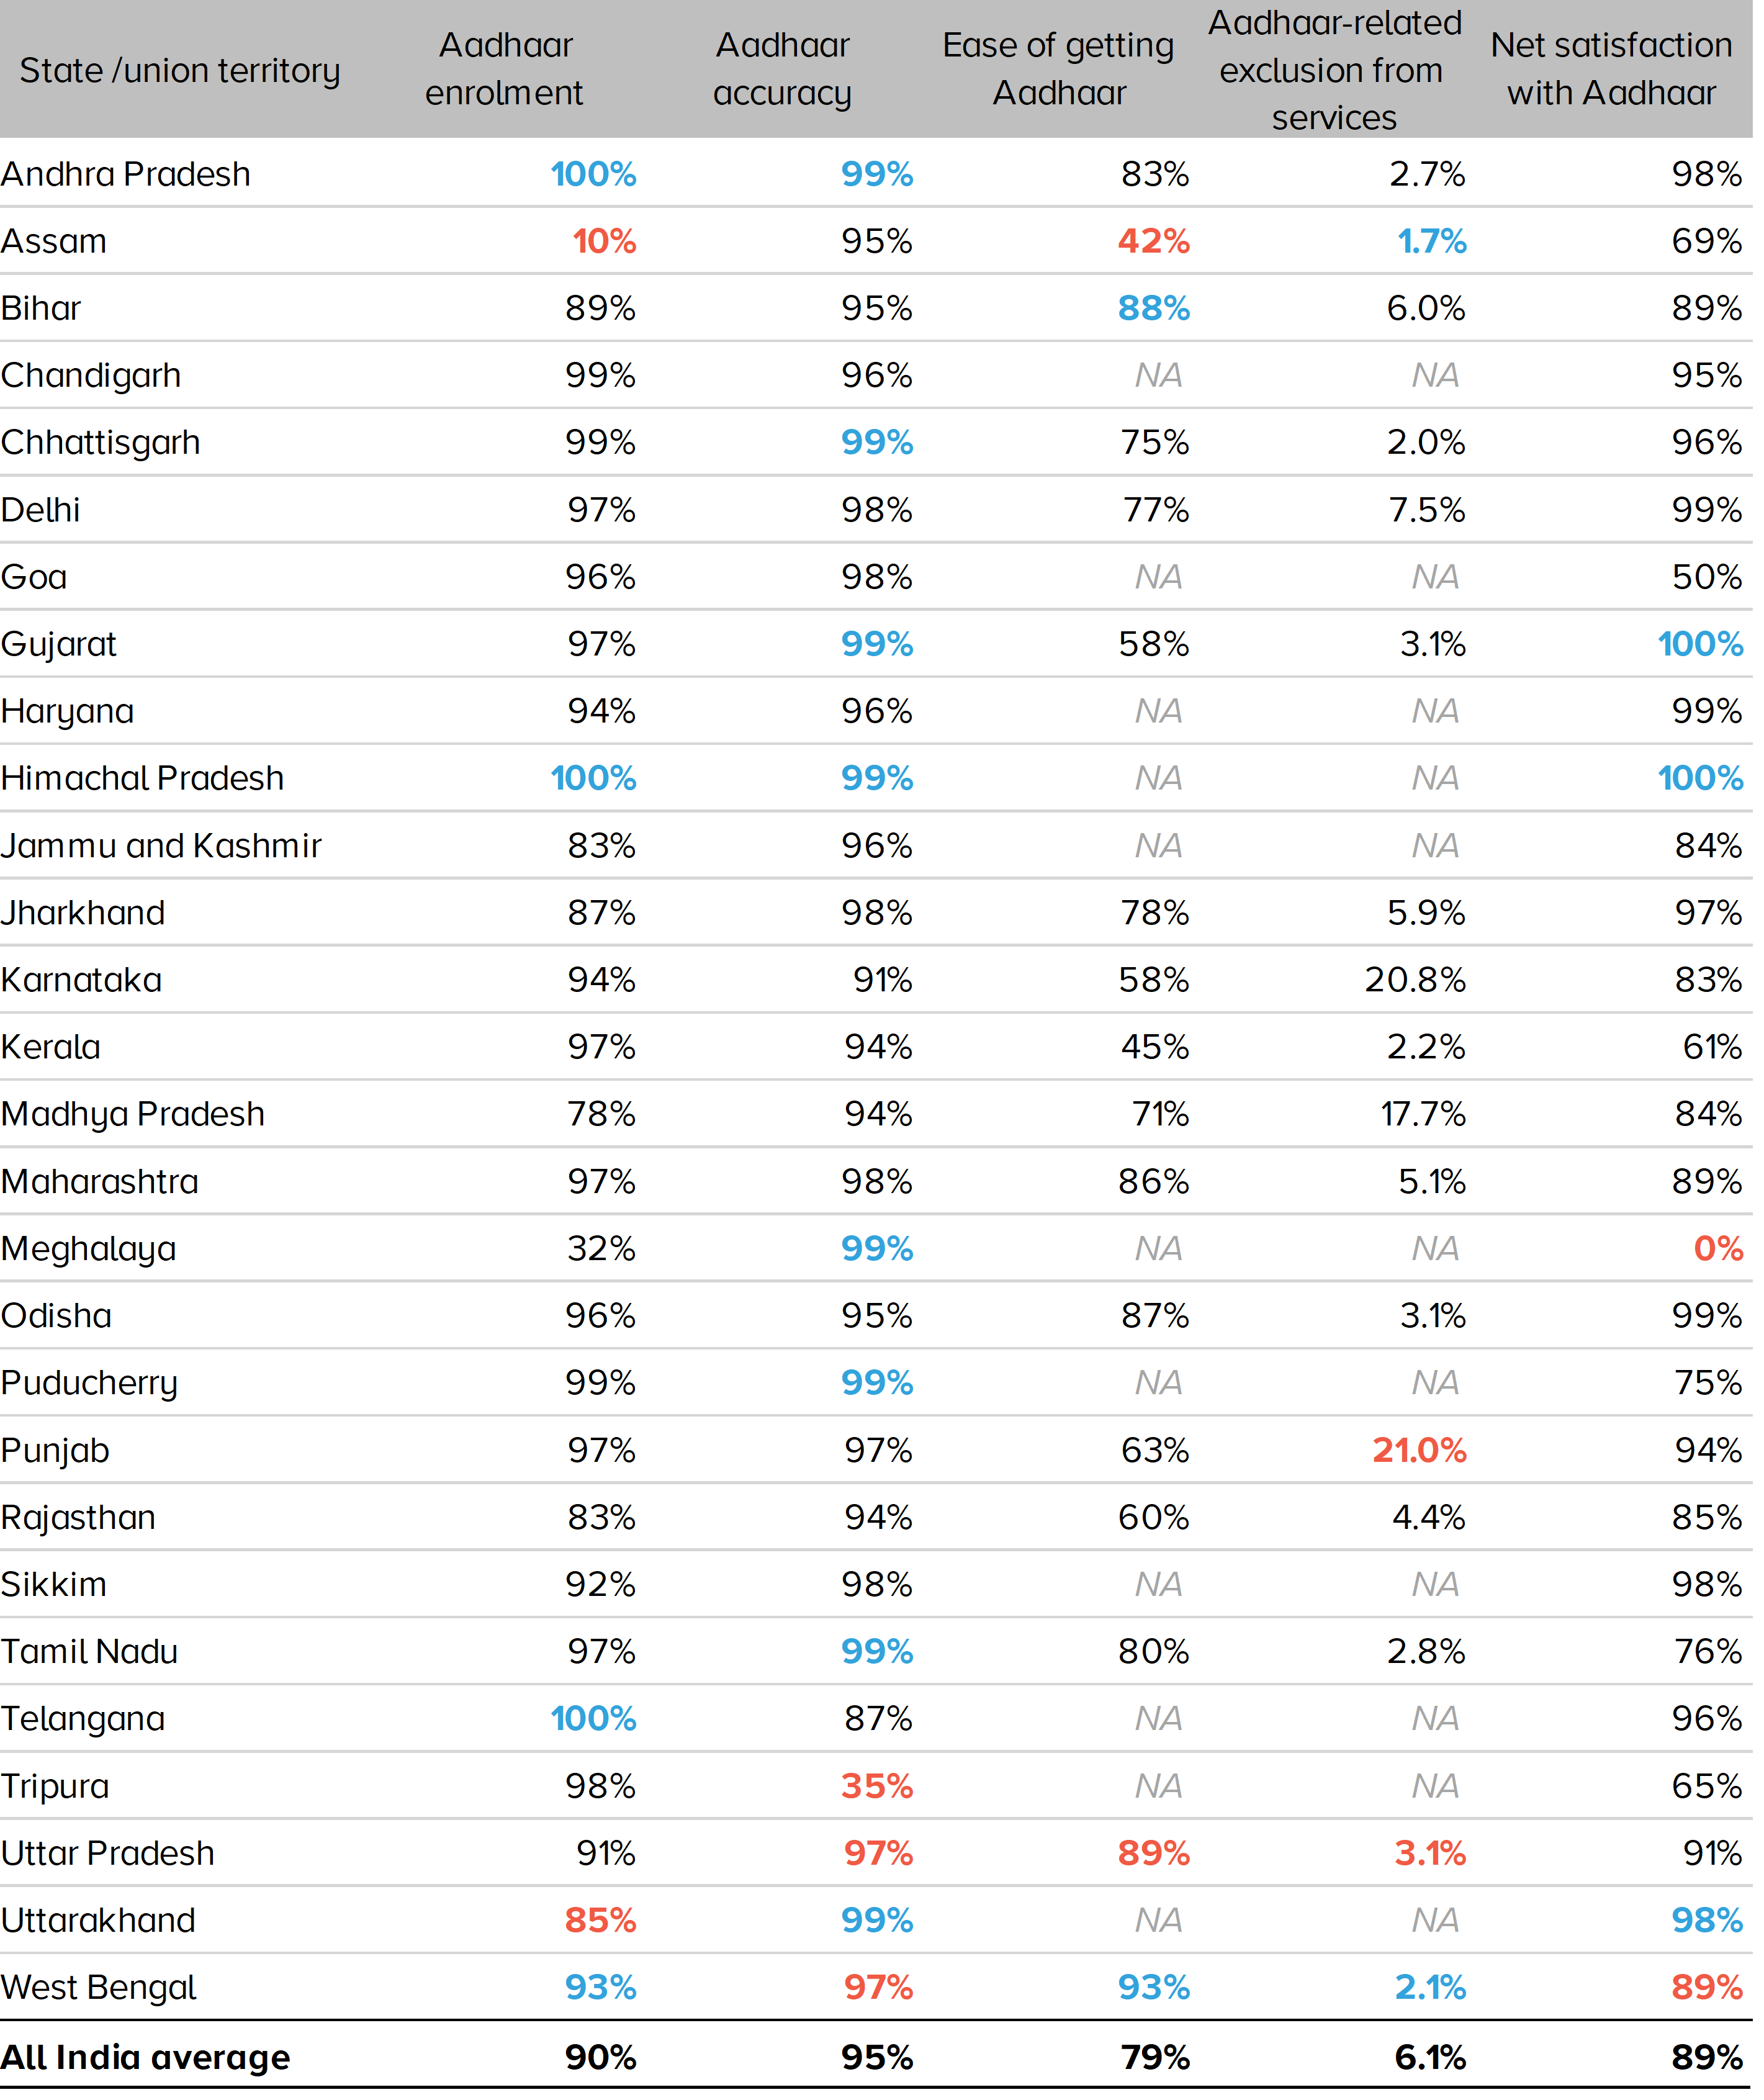 State /union territory Aadhaar enrolment Aadhaar accuracy Ease of getting Aadhaar Aadhaar-related exclusion from services Net satisfaction with Aadhaar
Andhra Pradesh 100% 99% 83% 2.7% 98%
Assam 10% 95% 42% 1.7% 69%
Bihar 89% 95% 88% 6.0% 89%
Chandigarh 99% 96% NA NA 95%
Chhattisgarh 99% 99% 75% 2.0% 96%
Delhi 97% 98% 77% 7.5% 99%
Goa 96% 98% NA NA 50%
Gujarat 97% 99% 58% 3.1% 100%
Haryana 94% 96% NA NA 99%
Himachal Pradesh 100% 99% NA NA 100%
Jammu and Kashmir 83% 96% NA NA 84%
Jharkhand 87% 98% 78% 5.9% 97%
Karnataka 94% 91% 58% 20.8% 83%
Kerala 97% 94% 45% 2.2% 61%
Madhya Pradesh 78% 94% 71% 17.7% 84%
Maharashtra 97% 98% 86% 5.1% 89%
Meghalaya 32% 99% NA NA 0%
Odisha 96% 95% 87% 3.1% 99%
Puducherry 99% 99% NA NA 75%
Punjab 97% 97% 63% 21.0% 94%
Rajasthan 83% 94% 60% 4.4% 85%
Sikkim 92% 98% NA NA 98%
Tamil Nadu 97% 99% 80% 2.8% 76%
Telangana 100% 87% NA NA 96%
Tripura 98% 35% NA NA 65%
Uttar Pradesh 91% 97% 89% 3.1% 91%
Uttarakhand 85% 99% NA NA 98%
West Bengal 93% 97% 93% 2.1% 89%
All India average 90% 95% 79% 6.1% 89%